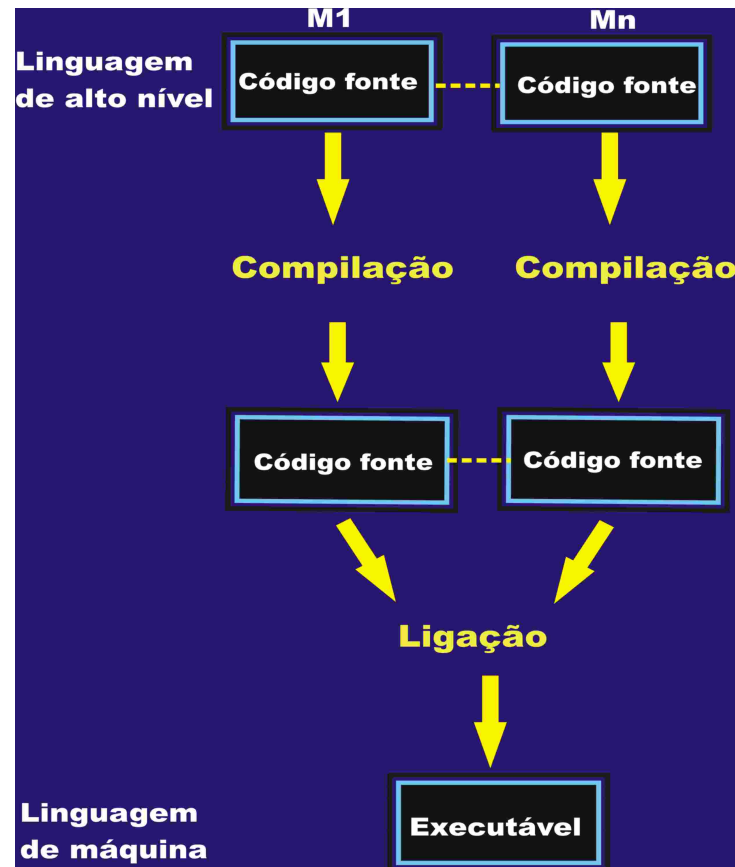 M1
Mn
Linguagem
de alto nível
Código fonte
Código fonte
Compilação
Compilação
Código fonte
Código fonte
Ligação
Linguagem
de máquina
Executável